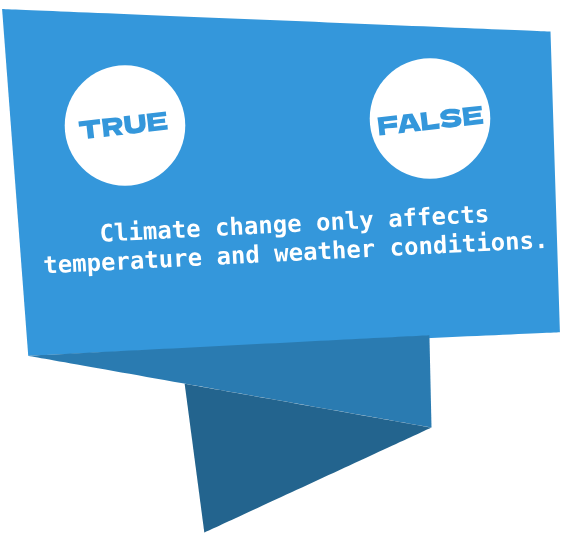 TRUE
FALSE
Climate change only affects
temperature and weather conditions.